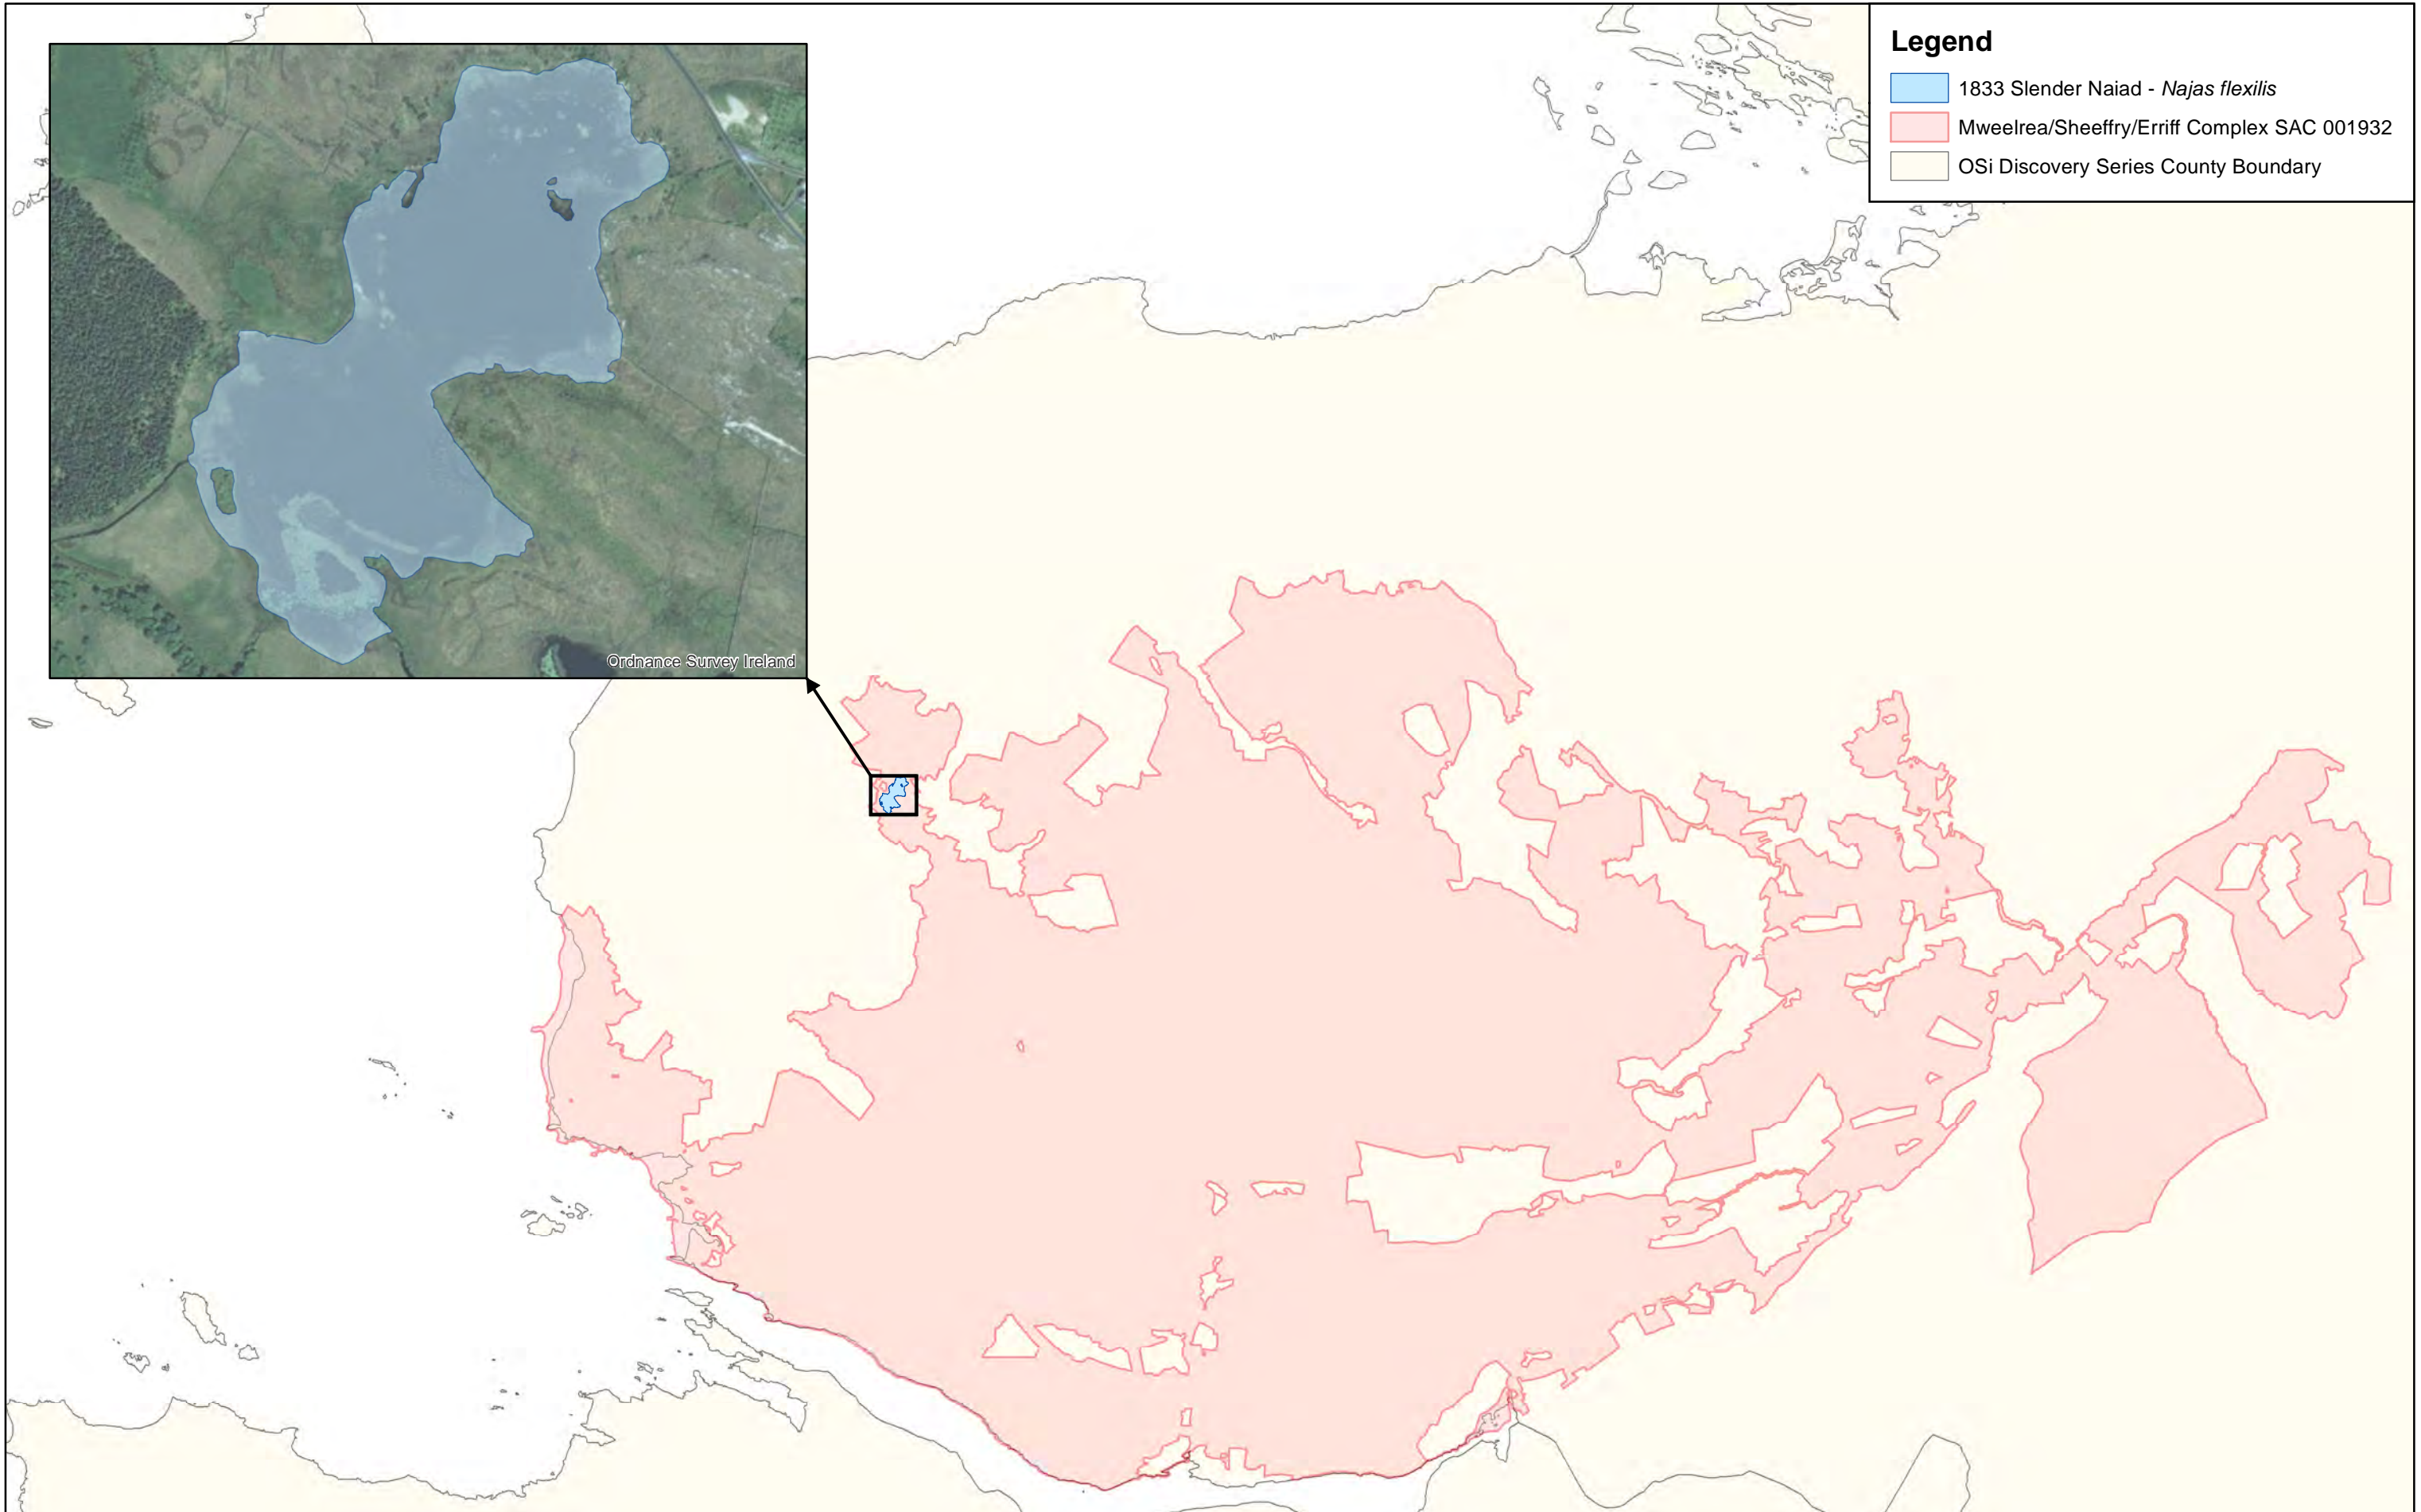 Legend
1833 Slender Naiad - Najas flexilis
Mweelrea/Sheeffry/Erriff Complex SAC 001932
OSi Discovery Series County Boundary
Ordnance Survey Ireland